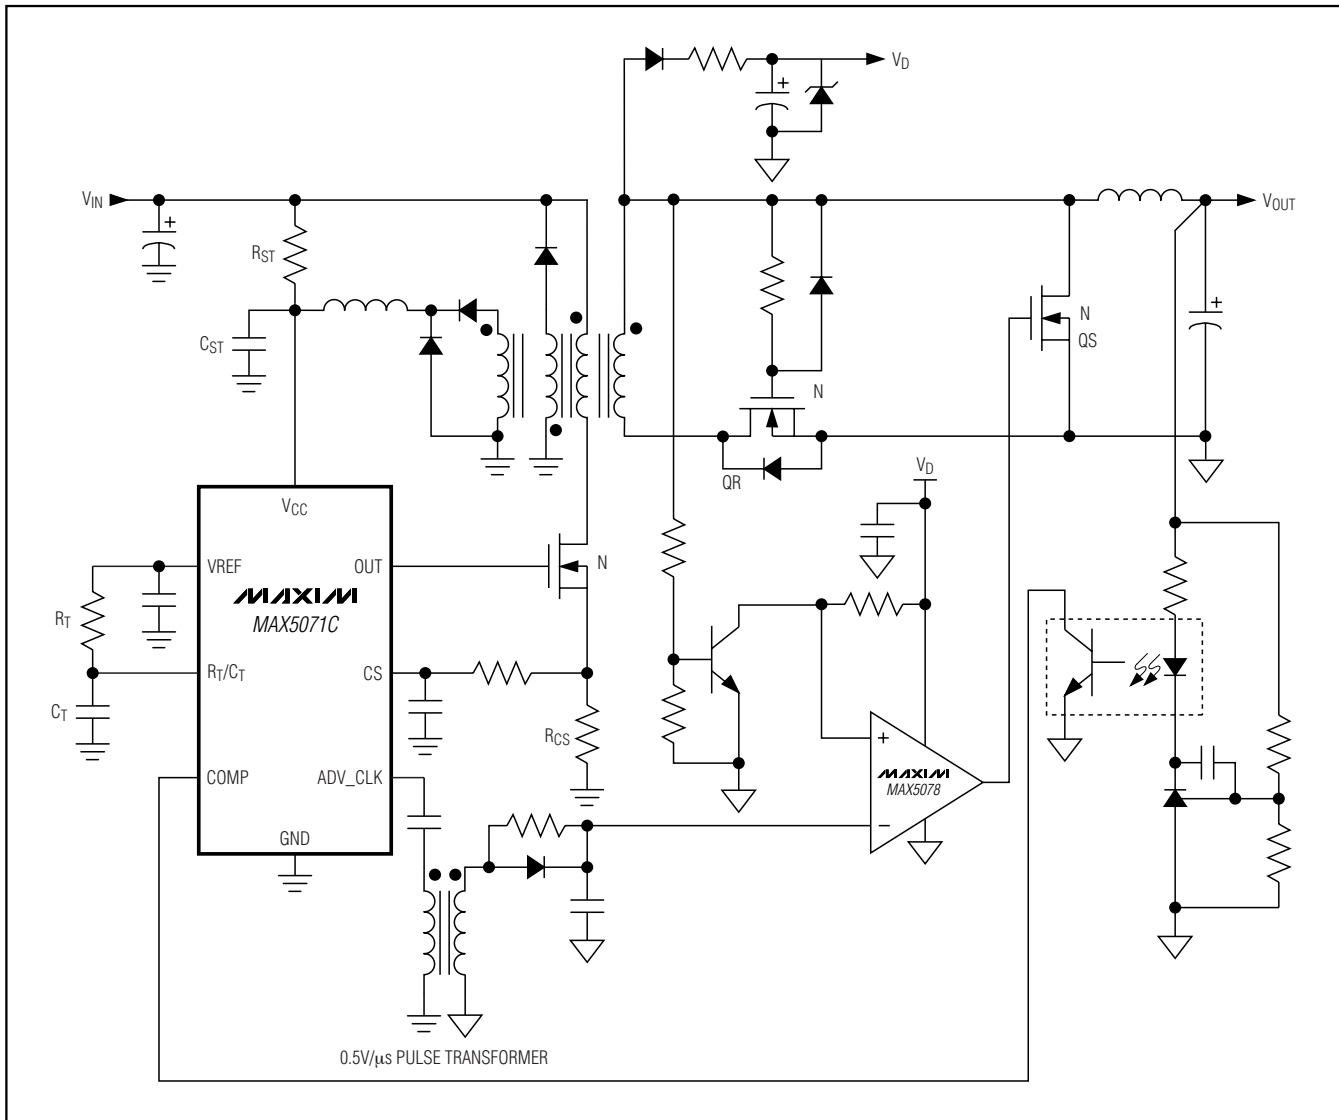 V_D
V_IN
V_OUT
R_ST
C_ST
N
QS
N
QR
V_D
V_CC
VREF
OUT
N
MAXIM
MAX5071C
R_T
R_T/C_T
CS
C_T
R_CS
+
MAXIM
MAX5078
−
COMP
ADV_CLK
GND
0.5V/μs PULSE TRANSFORMER
+
+
+